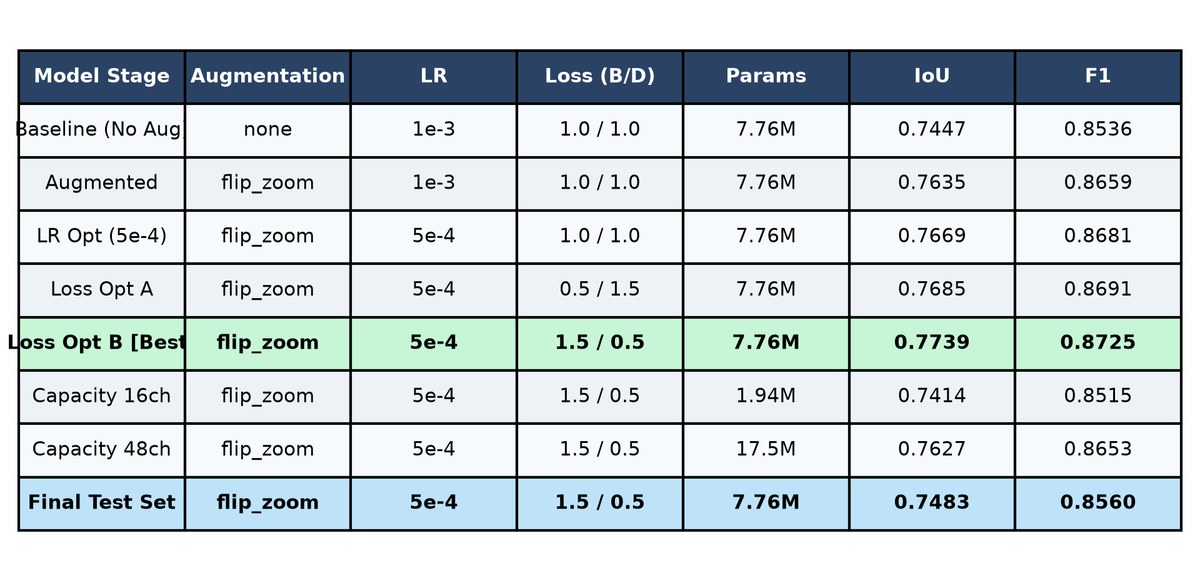 Model Stage Augmentation LR Loss (B/D) Params IoU F1
Baseline (No Aug) none 1e-3 1.0 / 1.0 7.76M 0.7447 0.8536
Augmented flip_zoom 1e-3 1.0 / 1.0 7.76M 0.7635 0.8659
LR Opt (5e-4) flip_zoom 5e-4 1.0 / 1.0 7.76M 0.7669 0.8681
Loss Opt A flip_zoom 5e-4 0.5 / 1.5 7.76M 0.7685 0.8691
Loss Opt B [Best flip_zoom 5e-4 1.5 / 0.5 7.76M 0.7739 0.8725
Capacity 16ch flip_zoom 5e-4 1.5 / 0.5 1.94M 0.7414 0.8515
Capacity 48ch flip_zoom 5e-4 1.5 / 0.5 17.5M 0.7627 0.8653
Final Test Set flip_zoom 5e-4 1.5 / 0.5 7.76M 0.7483 0.8560